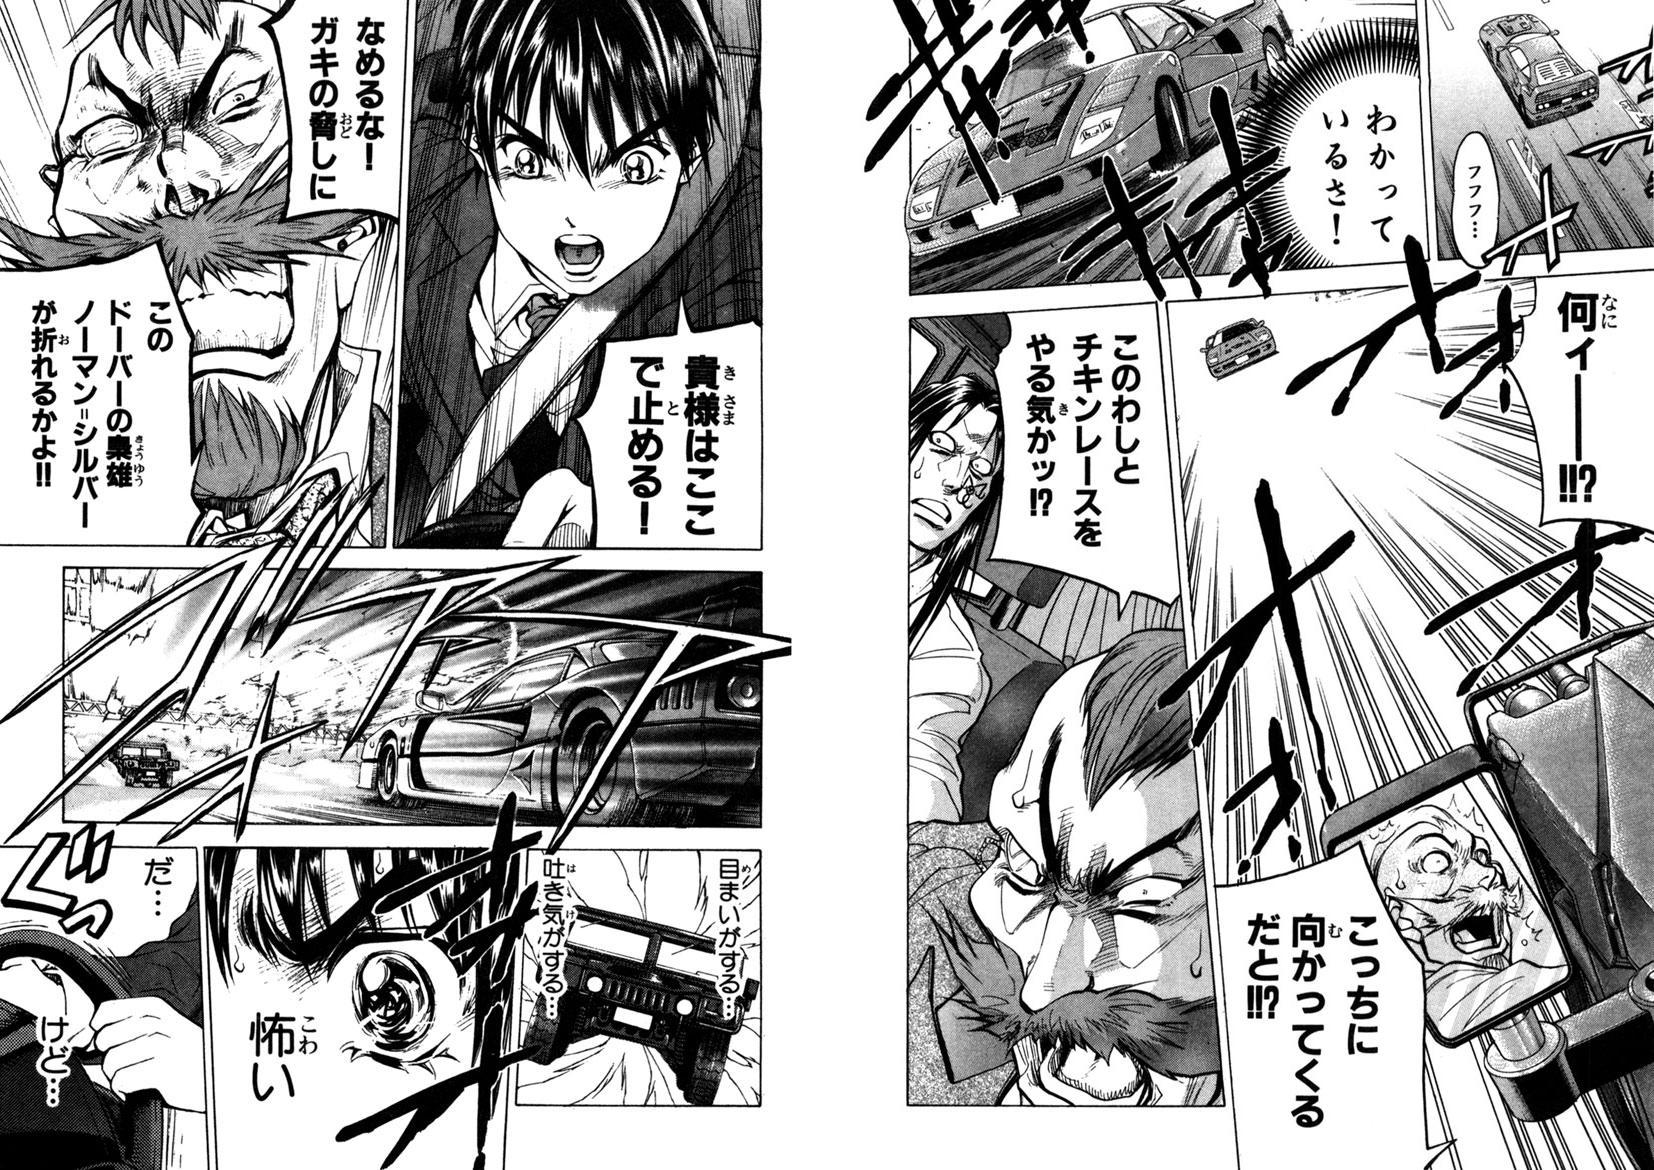 フフフ…
わかって
いるさ！
何ィーー!!?
こっちに
向かってくる
だと!!?
このわしと
チキンレースを
やる気かッ!?
貴様はここ
で止める！
なめるな！
ガキの脅しに
この
ドーバーの梟雄
ノーマン=シルバー
が折れるかよ!!
目まいがする…
吐き気がする…
怖い
だ…
けど…
ぐっ